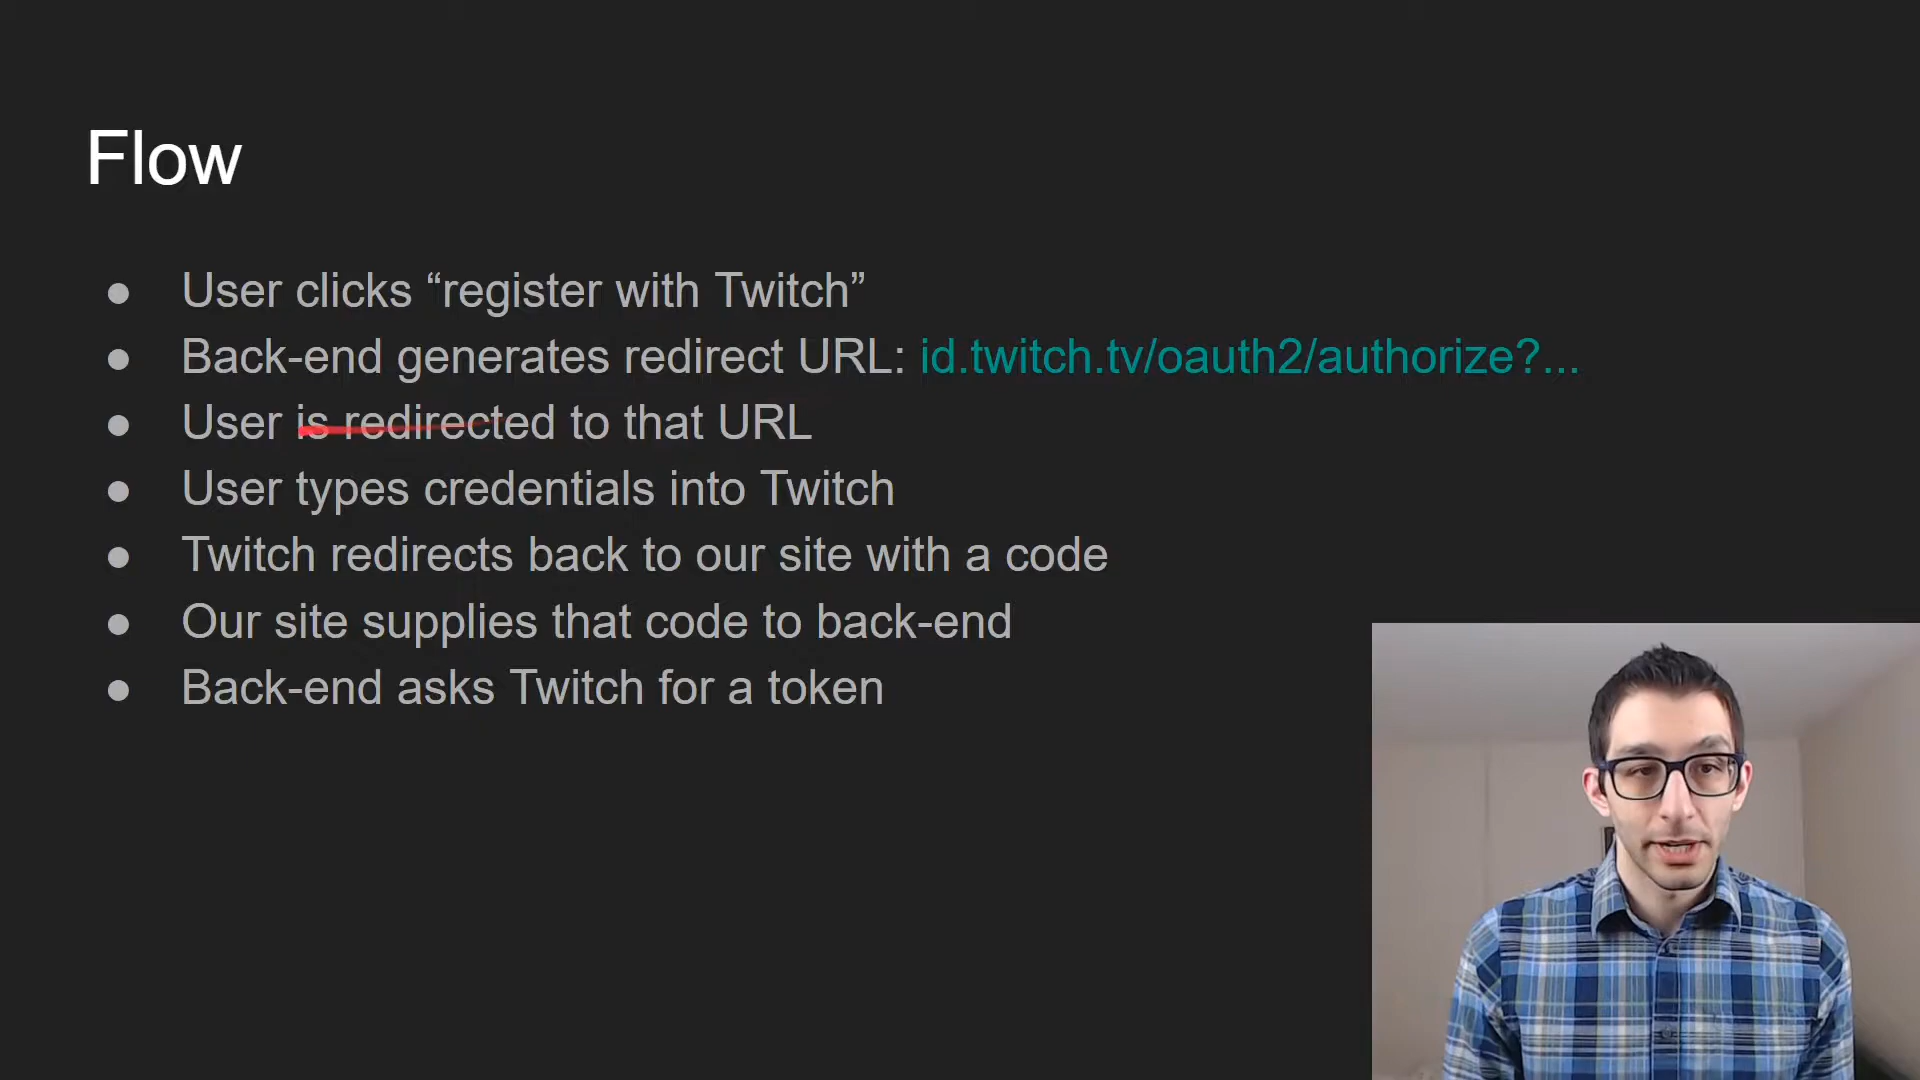 Flow
● User clicks “register with Twitch”
● Back-end generates redirect URL: id.twitch.tv/oauth2/authorize?...
● User is redirected to that URL
● User types credentials into Twitch
● Twitch redirects back to our site with a code
● Our site supplies that code to back-end
● Back-end asks Twitch for a token